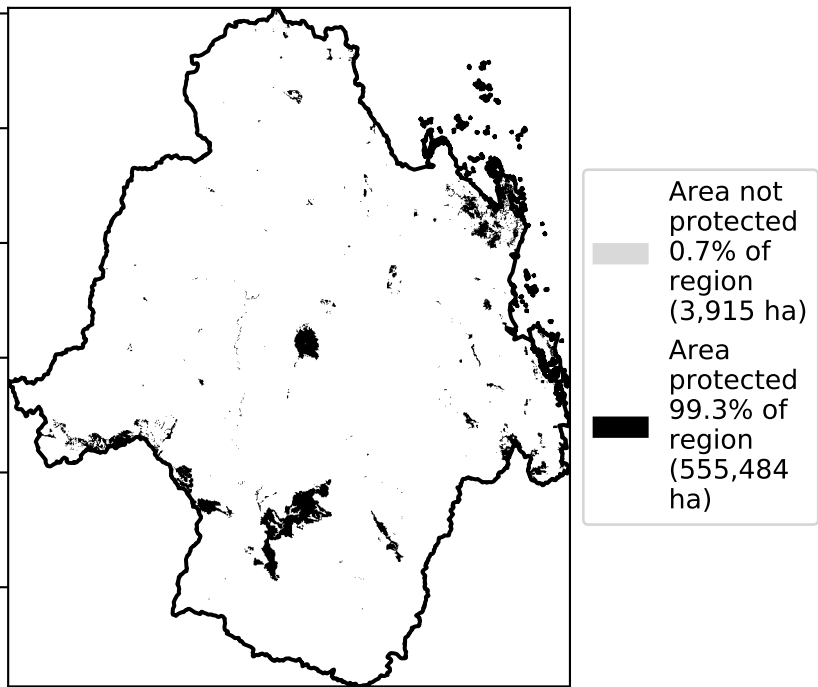 Area not
protected
0.7% of
region
(3,915 ha)
Area
protected
99.3% of
region
(555,484
ha)